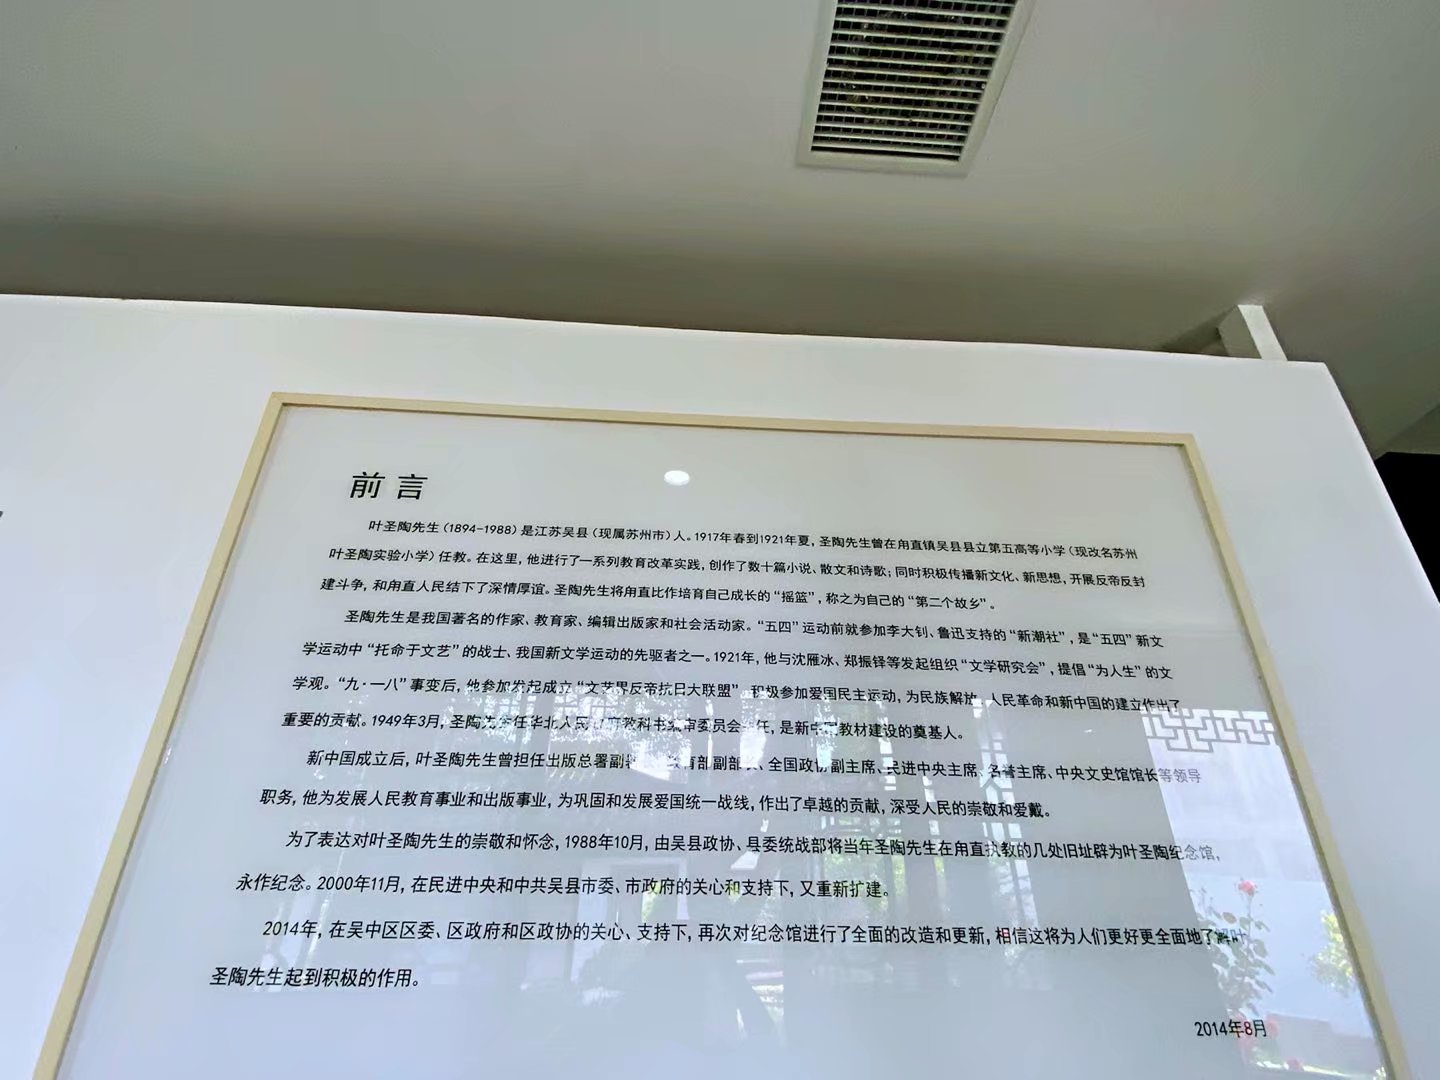 前言
叶圣陶先生（1894-1988）是江苏吴县（现属苏州市）人。1917年春到1921年夏，圣陶先生曾在甪直镇吴县县立第五高等小学（现改名苏州
叶圣陶实验小学）任教。在这里，他进行了一系列教育改革实践，创作了数十篇小说、散文和诗歌；同时积极传播新文化、新思想，开展反帝反封
建斗争，和甪直人民结下了深情厚谊。圣陶先生将甪直比作培育自己成长的“摇篮”，称之为自己的“第二个故乡”。
圣陶先生是我国著名的作家、教育家、编辑出版家和社会活动家。“五四”运动前就参加李大钊、鲁迅支持的“新潮社”，是“五四”新文
学运动中“托命于文艺”的战士、我国新文学运动的先驱者之一。1921年，他与沈雁冰、郑振铎等发起组织“文学研究会”，提倡“为人生”的文
学观。“九·一八”事变后，他参加发起成立“文艺界反帝抗日大联盟”，积极参加爱国民主运动，为民族解放、人民革命和新中国的建立作出了
重要的贡献。1949年3月，圣陶先生任华北人民政府教科书编审委员会主任，是新中国教材建设的奠基人。
新中国成立后，叶圣陶先生曾担任出版总署副署长、教育部副部长、全国政协副主席、民进中央主席、名誉主席、中央文史馆馆长等领导
职务，他为发展人民教育事业和出版事业，为巩固和发展爱国统一战线，作出了卓越的贡献，深受人民的崇敬和爱戴。
为了表达对叶圣陶先生的崇敬和怀念，1988年10月，由吴县政协、县委统战部将当年圣陶先生在甪直执教的几处旧址辟为叶圣陶纪念馆，
永作纪念。2000年11月，在民进中央和中共吴县市委、市政府的关心和支持下，又重新扩建。
2014年，在吴中区区委、区政府和区政协的关心、支持下，再次对纪念馆进行了全面的改造和更新，相信这将为人们更好更全面地了解叶
圣陶先生起到积极的作用。
2014年8月